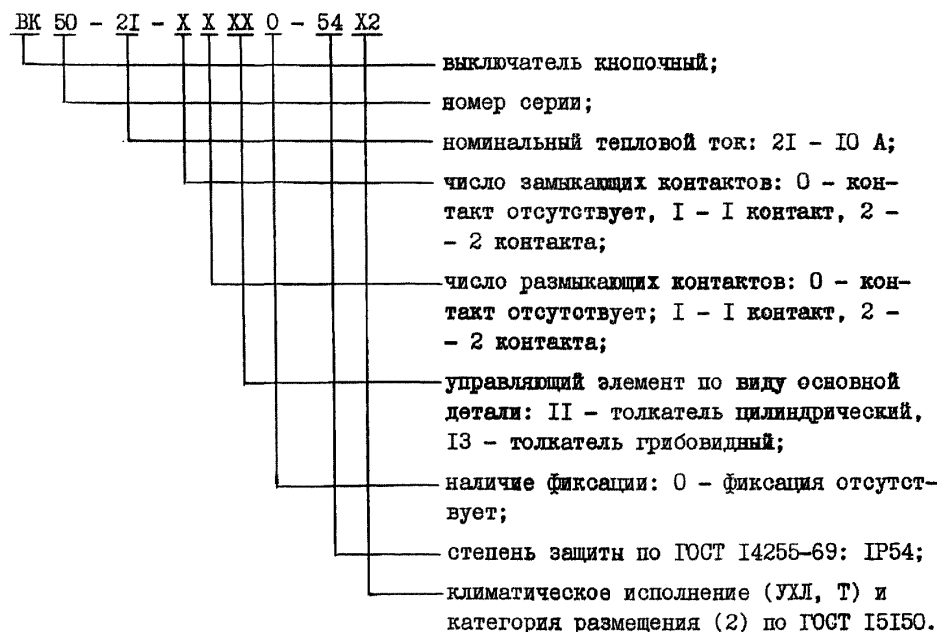 ВК 50 - 2I - X X XX 0 - 54 X2
выключатель кнопочный;
номер серии;
номинальный тепловой ток: 2I - IO А;
число замыкающих контактов: 0 - кон-
такт отсутствует, I - I контакт, 2 -
- 2 контакта;
число размыкающих контактов: 0 - кон-
такт отсутствует; I - I контакт, 2 -
- 2 контакта;
управляющий элемент по виду основной
детали: II - толкатель цилиндрический,
I3 - толкатель грибовидный;
наличие фиксации: 0 - фиксация отсутст-
вует;
степень защиты по ГОСТ I4255-69: IP54;
климатическое исполнение (УХЛ, Т) и
категория размещения (2) по ГОСТ I5I50.